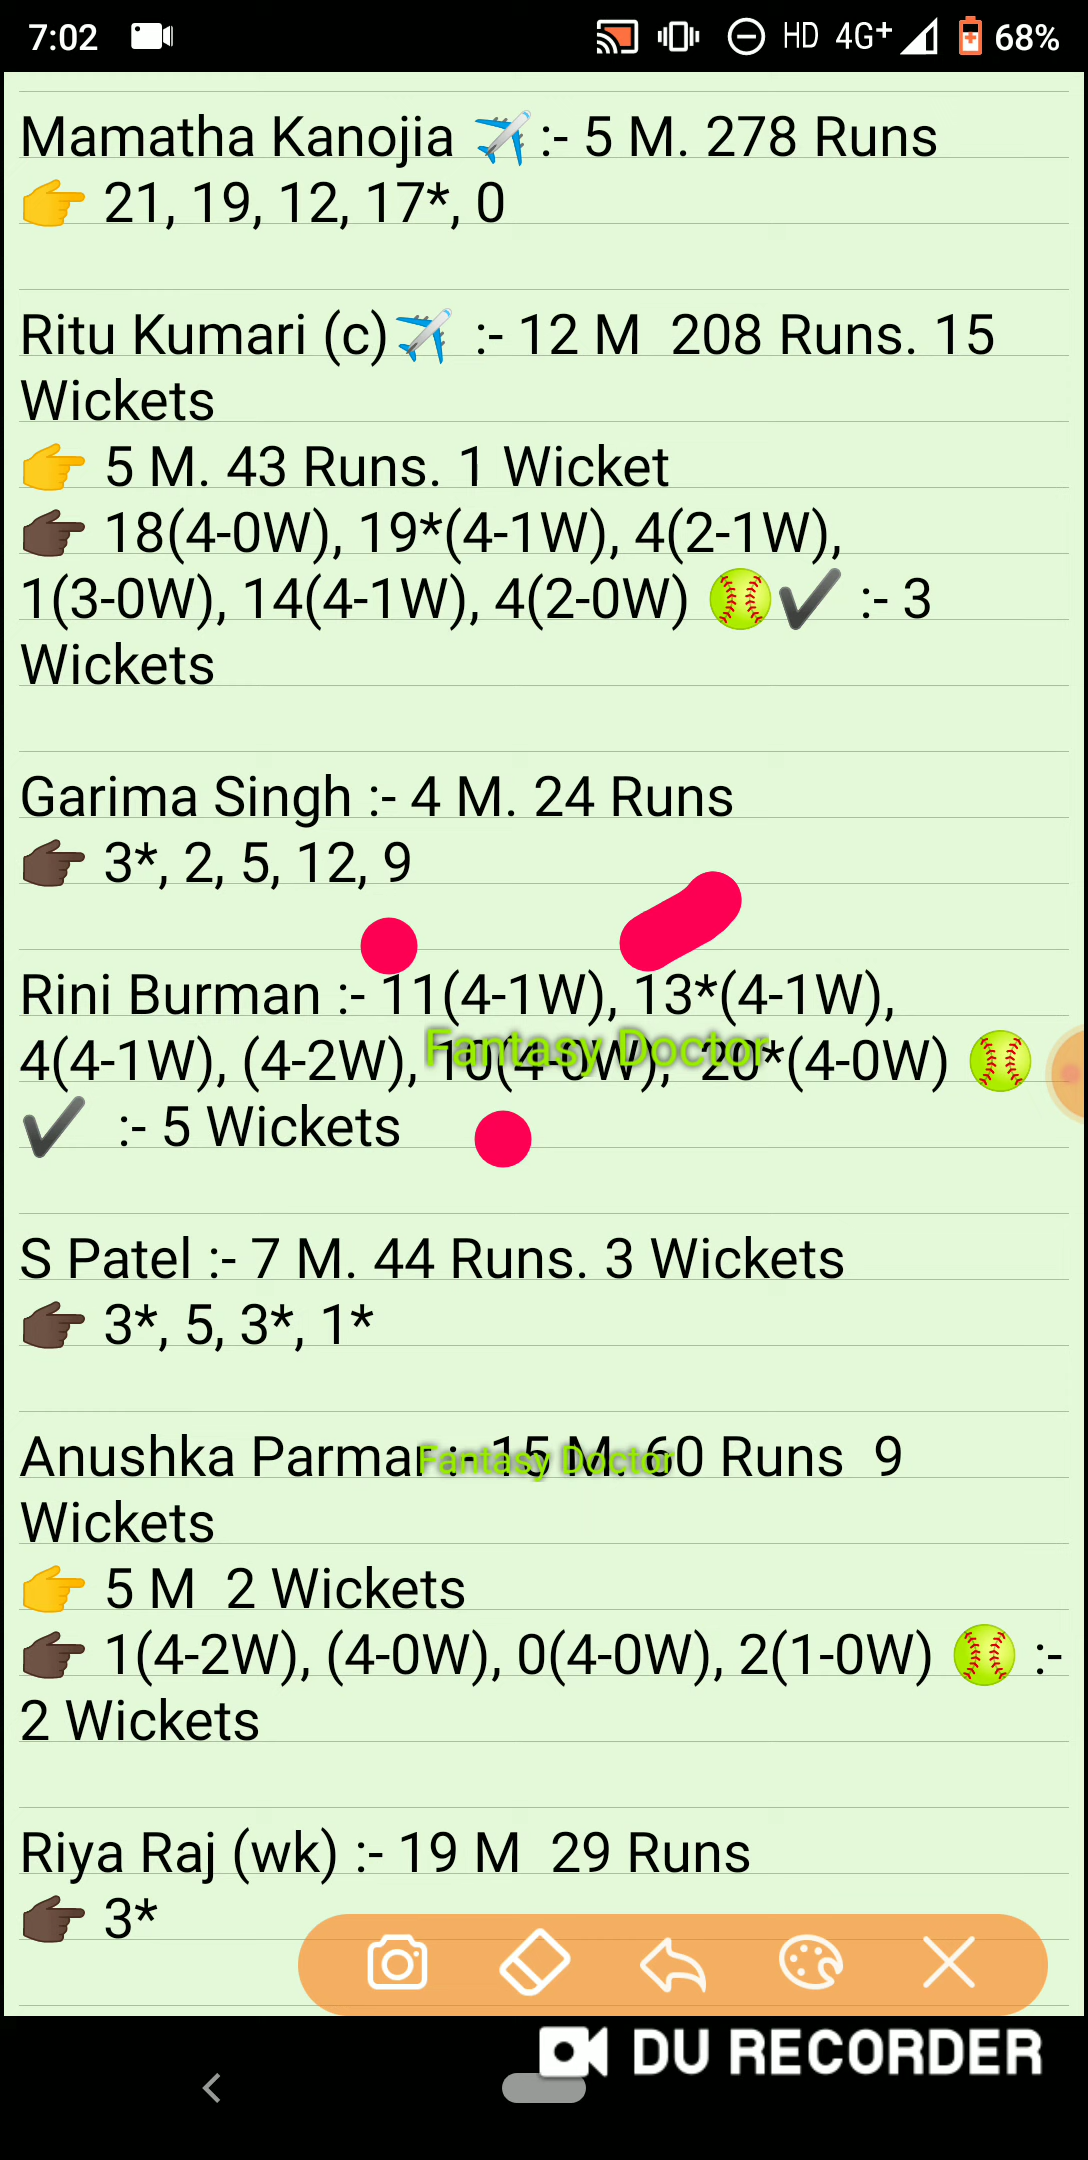 7:02 HD 4G+ 68%
Mamatha Kanojia ✈️:- 5 M. 278 Runs
👉 21, 19, 12, 17*, 0
Ritu Kumari (c)✈️ :- 12 M  208 Runs. 15
Wickets
👉 5 M. 43 Runs. 1 Wicket
👉🏿 18(4-0W), 19*(4-1W), 4(2-1W),
1(3-0W), 14(4-1W), 4(2-0W) 🥎✔️ :- 3
Wickets
Garima Singh :- 4 M. 24 Runs
👉🏿 3*, 2, 5, 12, 9
Rini Burman :- 11(4-1W), 13*(4-1W),
Fantasy Doctor
4(4-1W), (4-2W), 10(4-0W), 20*(4-0W) 🥎
✔️ :- 5 Wickets
S Patel :- 7 M. 44 Runs. 3 Wickets
👉🏿 3*, 5, 3*, 1*
Anushka Parmar :- 15 M. 60 Runs  9
Fantasy Doctor
Wickets
👉 5 M  2 Wickets
👉🏿 1(4-2W), (4-0W), 0(4-0W), 2(1-0W) 🥎 :-
2 Wickets
Riya Raj (wk) :- 19 M  29 Runs
👉🏿 3*
DU RECORDER